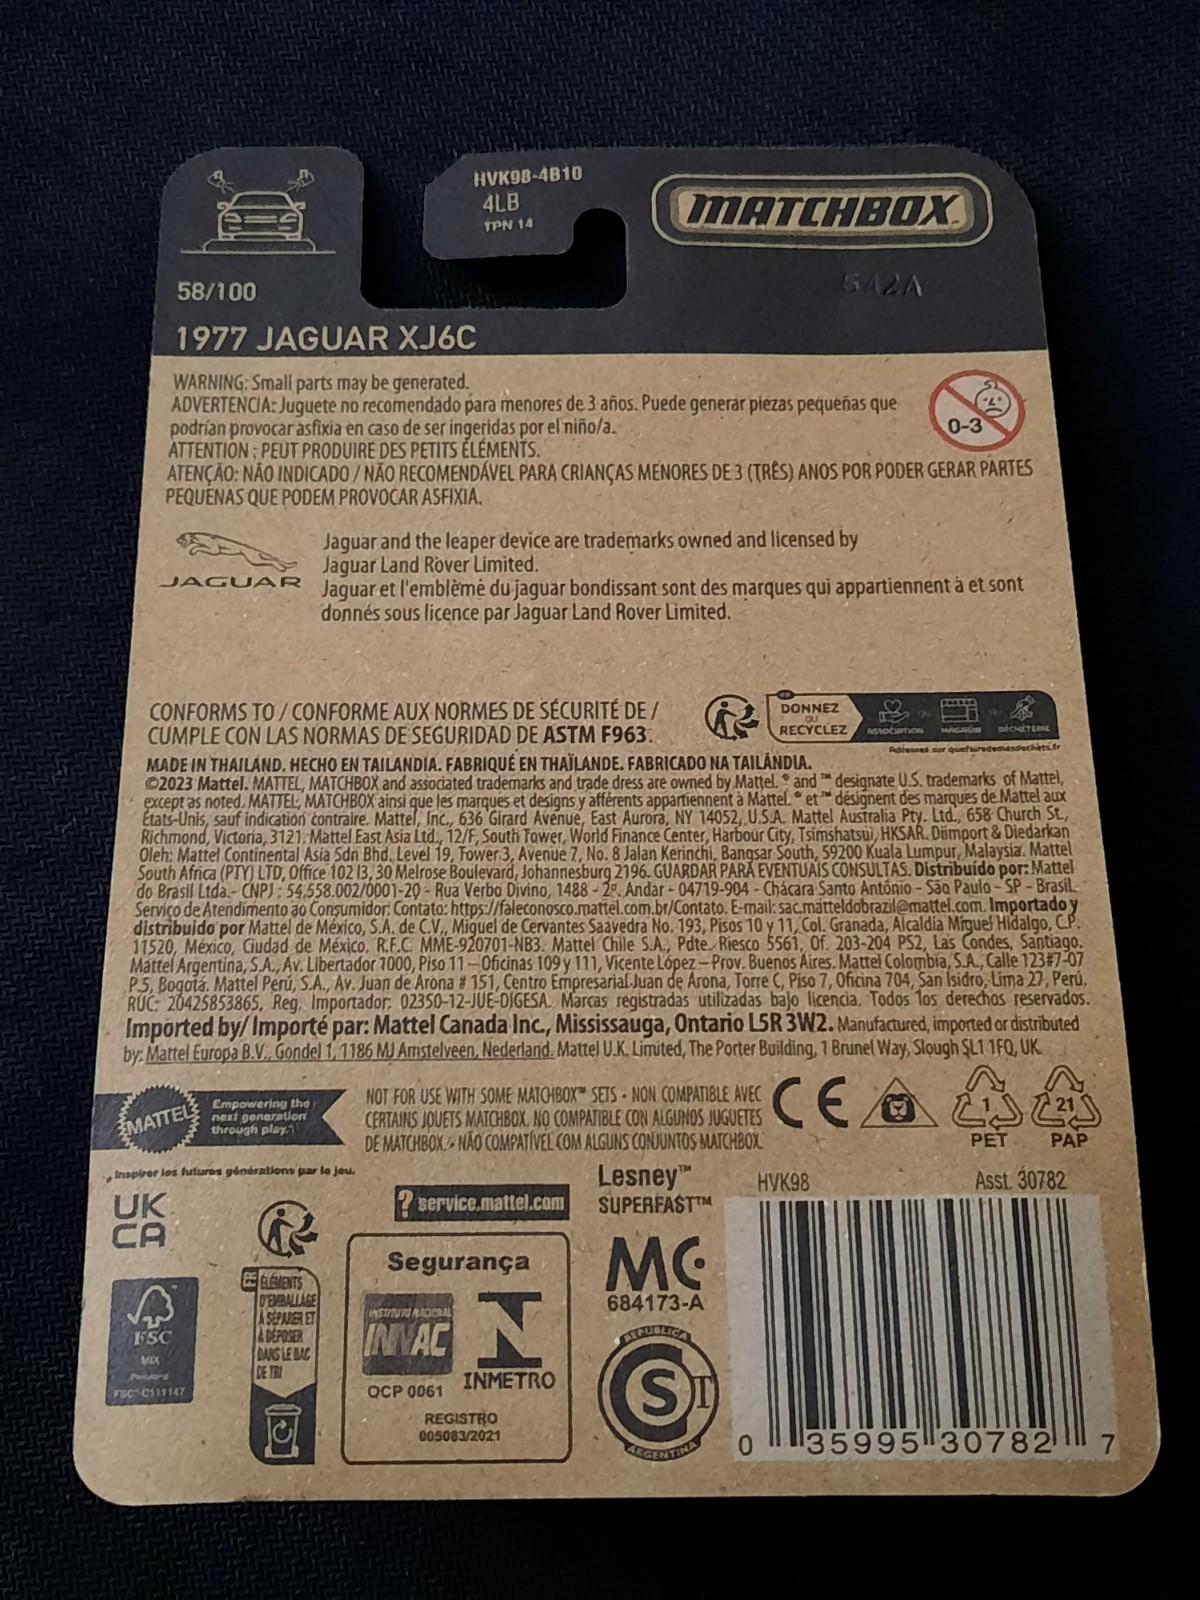 HVK98-4B10
4LB
TPN 14
MATCHBOX
542A
58/100
1977 JAGUAR XJ6C
WARNING: Small parts may be generated.
ADVERTENCIA: Juguete no recomendado para menores de 3 años. Puede generar piezas pequeñas que
podrían provocar asfixia en caso de ser ingeridas por el niño/a.
ATTENTION : PEUT PRODUIRE DES PETITS ÉLÉMENTS.
ATENÇÃO: NÃO INDICADO / NÃO RECOMENDÁVEL PARA CRIANÇAS MENORES DE 3 (TRÊS) ANOS POR PODER GERAR PARTES
PEQUENAS QUE PODEM PROVOCAR ASFIXIA.
0-3
JAGUAR
Jaguar and the leaper device are trademarks owned and licensed by
Jaguar Land Rover Limited.
Jaguar et l'emblème du jaguar bondissant sont des marques qui appartiennent à et sont
donnés sous licence par Jaguar Land Rover Limited.
CONFORMS TO / CONFORME AUX NORMES DE SÉCURITÉ DE /
CUMPLE CON LAS NORMAS DE SEGURIDAD DE ASTM F963.
FR
DONNEZ
OU
RECYCLEZ
ASSOCIATION OU MAGASIN OU DÉCHÈTERIE
Adresses sur quefairedemesdechets.fr
MADE IN THAILAND. HECHO EN TAILANDIA. FABRIQUÉ EN THAÏLANDE. FABRICADO NA TAILÂNDIA.
©2023 Mattel. MATTEL, MATCHBOX and associated trademarks and trade dress are owned by Mattel. ® and ™ designate U.S. trademarks of Mattel,
except as noted. MATTEL, MATCHBOX ainsi que les marques et designs y afférents appartiennent à Mattel. ® et ™ désignent des marques de Mattel aux
États-Unis, sauf indication contraire. Mattel, Inc., 636 Girard Avenue, East Aurora, NY 14052, U.S.A. Mattel Australia Pty. Ltd., 658 Church St.,
Richmond, Victoria, 3121. Mattel East Asia Ltd., 12/F, South Tower, World Finance Center, Harbour City, Tsimshatsui, HKSAR. Diimport & Diedarkan
Oleh: Mattel Continental Asia Sdn Bhd. Level 19, Tower 3, Avenue 7, No. 8 Jalan Kerinchi, Bangsar South, 59200 Kuala Lumpur, Malaysia. Mattel
South Africa (PTY) LTD, Office 102 I3, 30 Melrose Boulevard, Johannesburg 2196. GUARDAR PARA EVENTUAIS CONSULTAS. Distribuído por: Mattel
do Brasil Ltda.- CNPJ : 54.558.002/0001-20 - Rua Verbo Divino, 1488 - 2º. Andar - 04719-904 - Chácara Santo Antônio - São Paulo - SP - Brasil.
Serviço de Atendimento ao Consumidor: Contato: https://faleconosco.mattel.com.br/Contato. E-mail: sac.matteldobrazil@mattel.com. Importado y
distribuido por Mattel de México, S.A. de C.V., Miguel de Cervantes Saavedra No. 193, Pisos 10 y 11, Col. Granada, Alcaldía Miguel Hidalgo, C.P.
11520, México, Ciudad de México. R.F.C. MME-920701-NB3. Mattel Chile S.A., Pdte. Riesco 5561, Of. 203-204 PS2, Las Condes, Santiago.
Mattel Argentina, S.A., Av. Libertador 1000, Piso 11 – Oficinas 109 y 111, Vicente López – Prov. Buenos Aires. Mattel Colombia, S.A., Calle 123#7-07
P.5, Bogotá. Mattel Perú, S.A., Av. Juan de Arona # 151, Centro Empresarial Juan de Arona, Torre C, Piso 7, Oficina 704, San Isidro, Lima 27, Perú.
RUC: 20425853865, Reg. Importador: 02350-12-JUE-DIGESA. Marcas registradas utilizadas bajo licencia. Todos los derechos reservados.
Imported by/ Importé par: Mattel Canada Inc., Mississauga, Ontario L5R 3W2. Manufactured, imported or distributed
by: Mattel Europa B.V., Gondel 1, 1186 MJ Amstelveen, Nederland. Mattel U.K. Limited, The Porter Building, 1 Brunel Way, Slough SL1 1FQ, UK.
MATTEL
Empowering the
next generation
through play.
Inspirer les futures générations par le jeu.
NOT FOR USE WITH SOME MATCHBOX™ SETS • NON COMPATIBLE AVEC
CERTAINS JOUETS MATCHBOX. NO COMPATIBLE CON ALGUNOS JUGUETES
DE MATCHBOX. • NÃO COMPATÍVEL COM ALGUNS CONJUNTOS MATCHBOX.
CE
1
PET
21
PAP
UK
CA
? service.mattel.com
Lesney™
SUPERFAST™
HVK98
Asst. 30782
FSC
MIX
FSC® C111147
FR
ÉLÉMENTS
D'EMBALLAGE
À SÉPARER ET
À DÉPOSER
DANS LE BAC
DE TRI
Segurança
INSTITUTO NACIONAL
INNAC
OCP 0061
INMETRO
REGISTRO
005083/2021
MC
684173-A
REPUBLICA
CST
ARGENTINA
0 35995 30782 7